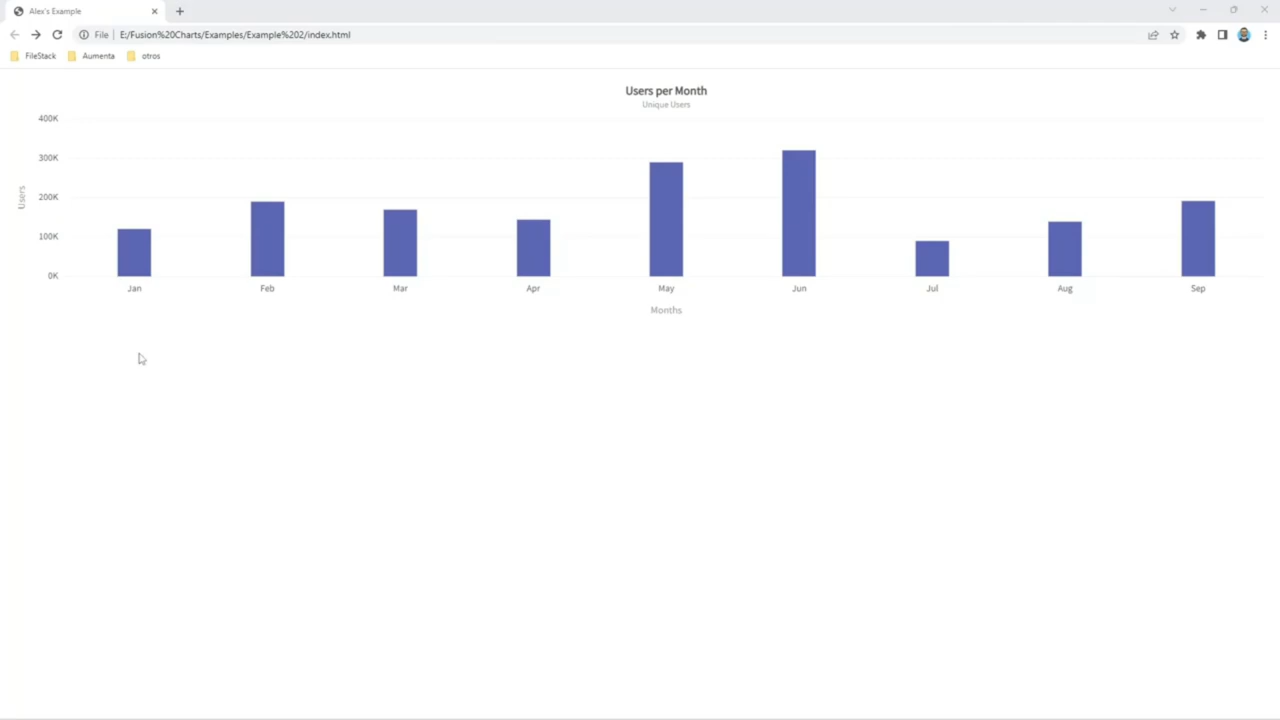 Alex's Example
File
E:/Fusion%20Charts/Examples/Example%202/index.html
FileStack
Aumenta
otros
Users per Month
Unique Users
400K
300K
200K
100K
0K
Users
Jan
Feb
Mar
Apr
May
Jun
Jul
Aug
Sep
Months